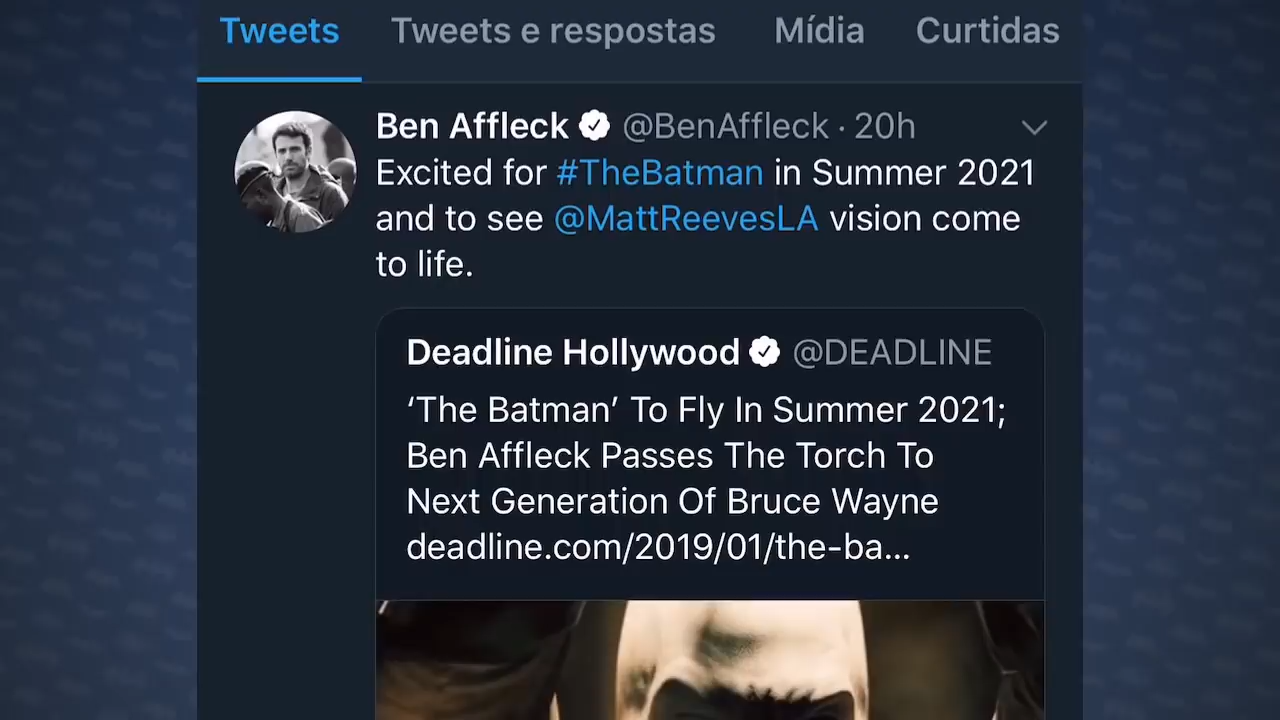 Tweets Tweets e respostas Mídia Curtidas
Ben Affleck @BenAffleck · 20h
Excited for #TheBatman in Summer 2021
and to see @MattReevesLA vision come
to life.
Deadline Hollywood @DEADLINE
‘The Batman’ To Fly In Summer 2021;
Ben Affleck Passes The Torch To
Next Generation Of Bruce Wayne
deadline.com/2019/01/the-ba...